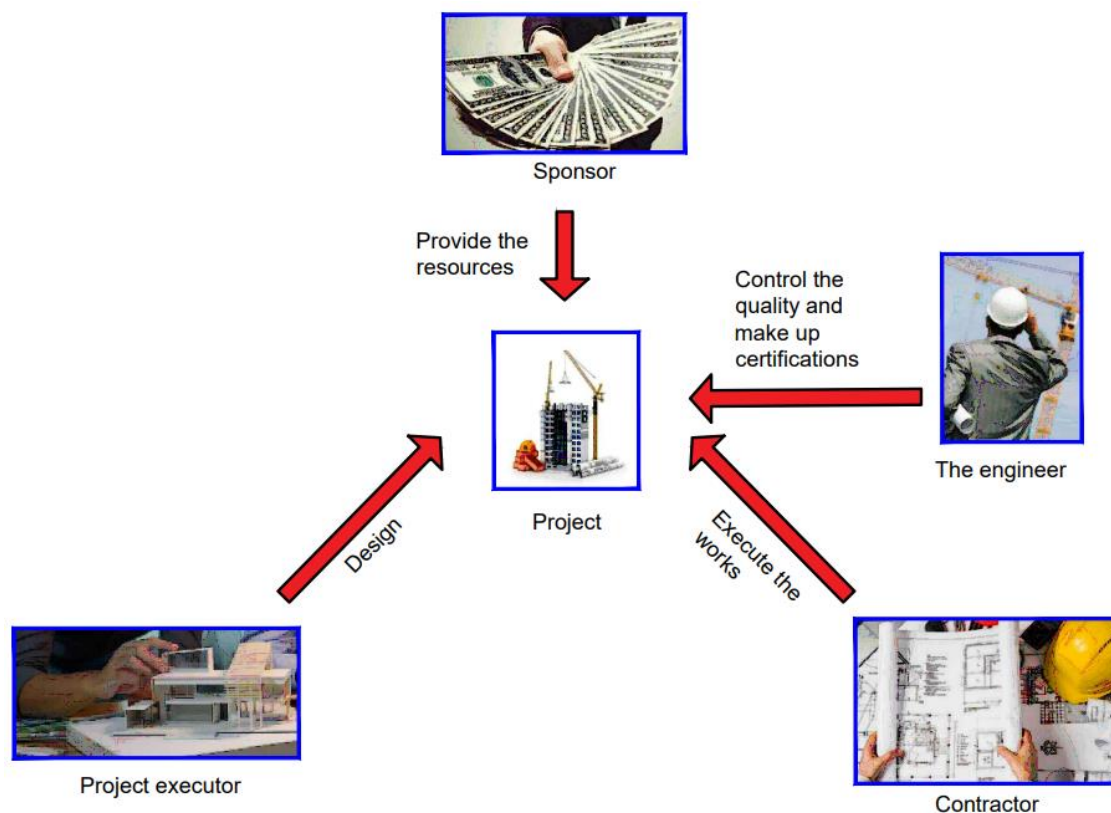 Sponsor
Provide the
resources
Control the
quality and
make up
certifications
The engineer
Project
Design
Execute the
works
Project executor
Contractor